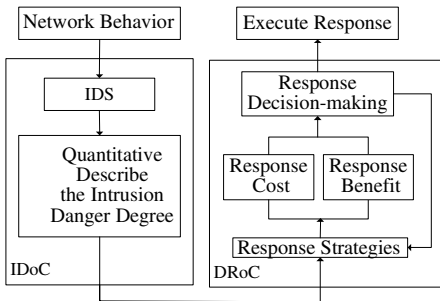 Network Behavior
IDS
Quantitative
Describe
the Intrusion
Danger Degree
IDoC
Execute Response
Response
Decision-making
Response
Cost
Response
Benefit
Response Strategies
DRoC